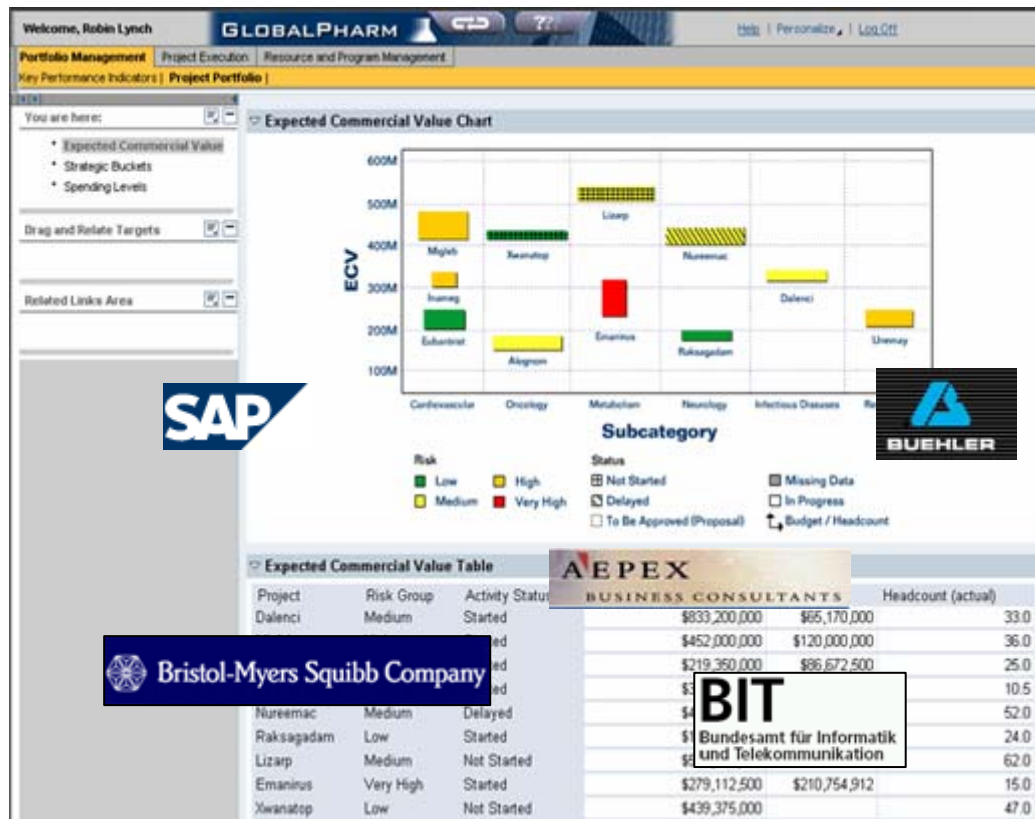 Welcome, Robin Lynch
GLOBALPHARM
??
Help | Personalize | Log Off
Portfolio Management Project Execution Resource and Program Management
Key Performance Indicators | Project Portfolio |
You are here:
Expected Commercial Value
Strategic Buckets
Spending Levels
Drag and Relate Targets
Related Links Area
Expected Commercial Value Chart
ECV
600M
500M
400M
300M
200M
100M
Lizarp
Migleb
Xwanatop
Nureemac
Inameg
Dalenci
Emanirus
Raksagadam
Alognom
Cardiovascular Oncology Metabolism Neurology Infectious Diseases
Subcategory
SAP
BUEHLER
Risk
Low High
Medium Very High
Status
Not Started Missing Data
Delayed In Progress
To Be Approved (Proposal) Budget / Headcount
Expected Commercial Value Table
A'EPEX
BUSINESS CONSULTANTS
Project Risk Group Activity Status Headcount (actual)
Dalenci Medium Started $833,200,000 $65,170,000 33.0
$452,000,000 $120,000,000 36.0
$219,350,000 $86,672,500 25.0
10.5
Bristol-Myers Squibb Company
BIT
Bundesamt für Informatik
und Telekommunikation
Nureemac Medium Delayed 52.0
Raksagadam Low Started 24.0
Lizarp Medium Not Started 62.0
Emanirus Very High Started $279,112,500 $210,754,912 15.0
Xwanatop Low Not Started $439,375,000 47.0